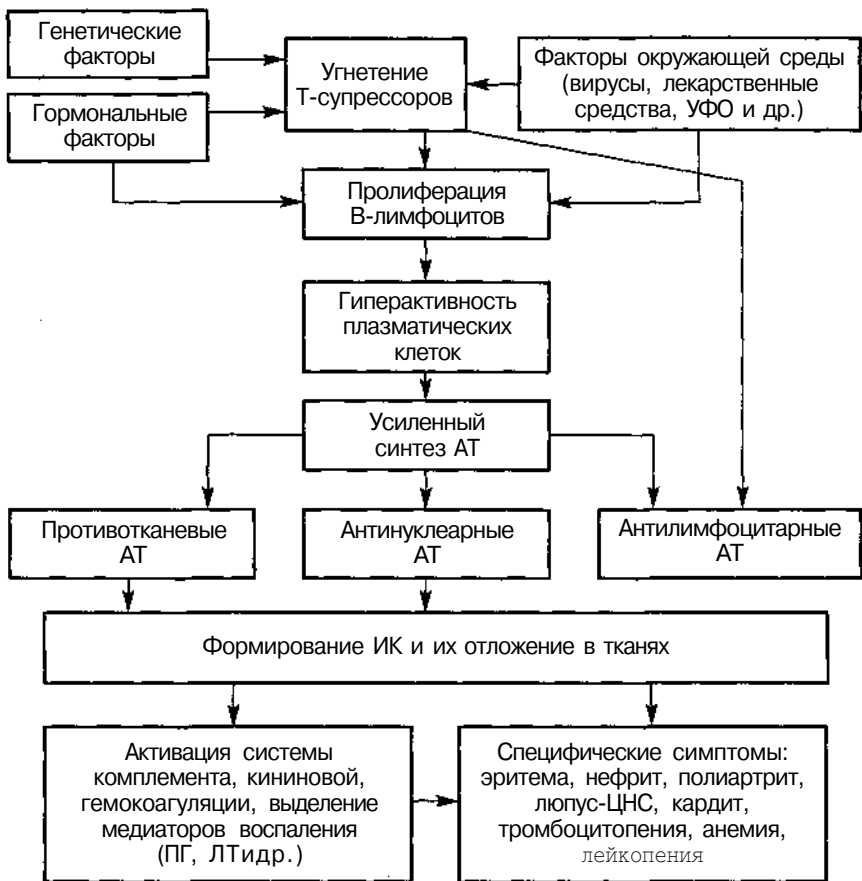 Генетические
факторы
Гормональные
факторы
Угнетение
Т-супрессоров
Факторы окружающей среды
(вирусы, лекарственные
средства, УФО и др.)
Пролиферация
В-лимфоцитов
Гиперактивность
плазматических
клеток
Усиленный
синтез АТ
Противотканевые
АТ
Антинуклеарные
АТ
Антилимфоцитарные
АТ
Формирование ИК и их отложение в тканях
Активация системы
комплемента, кининовой,
гемокоагуляции, выделение
медиаторов воспаления
(ПГ, ЛТидр.)
Специфические симптомы:
эритема, нефрит, полиартрит,
люпус-ЦНС, кардит,
тромбоцитопения, анемия,
лейкопения